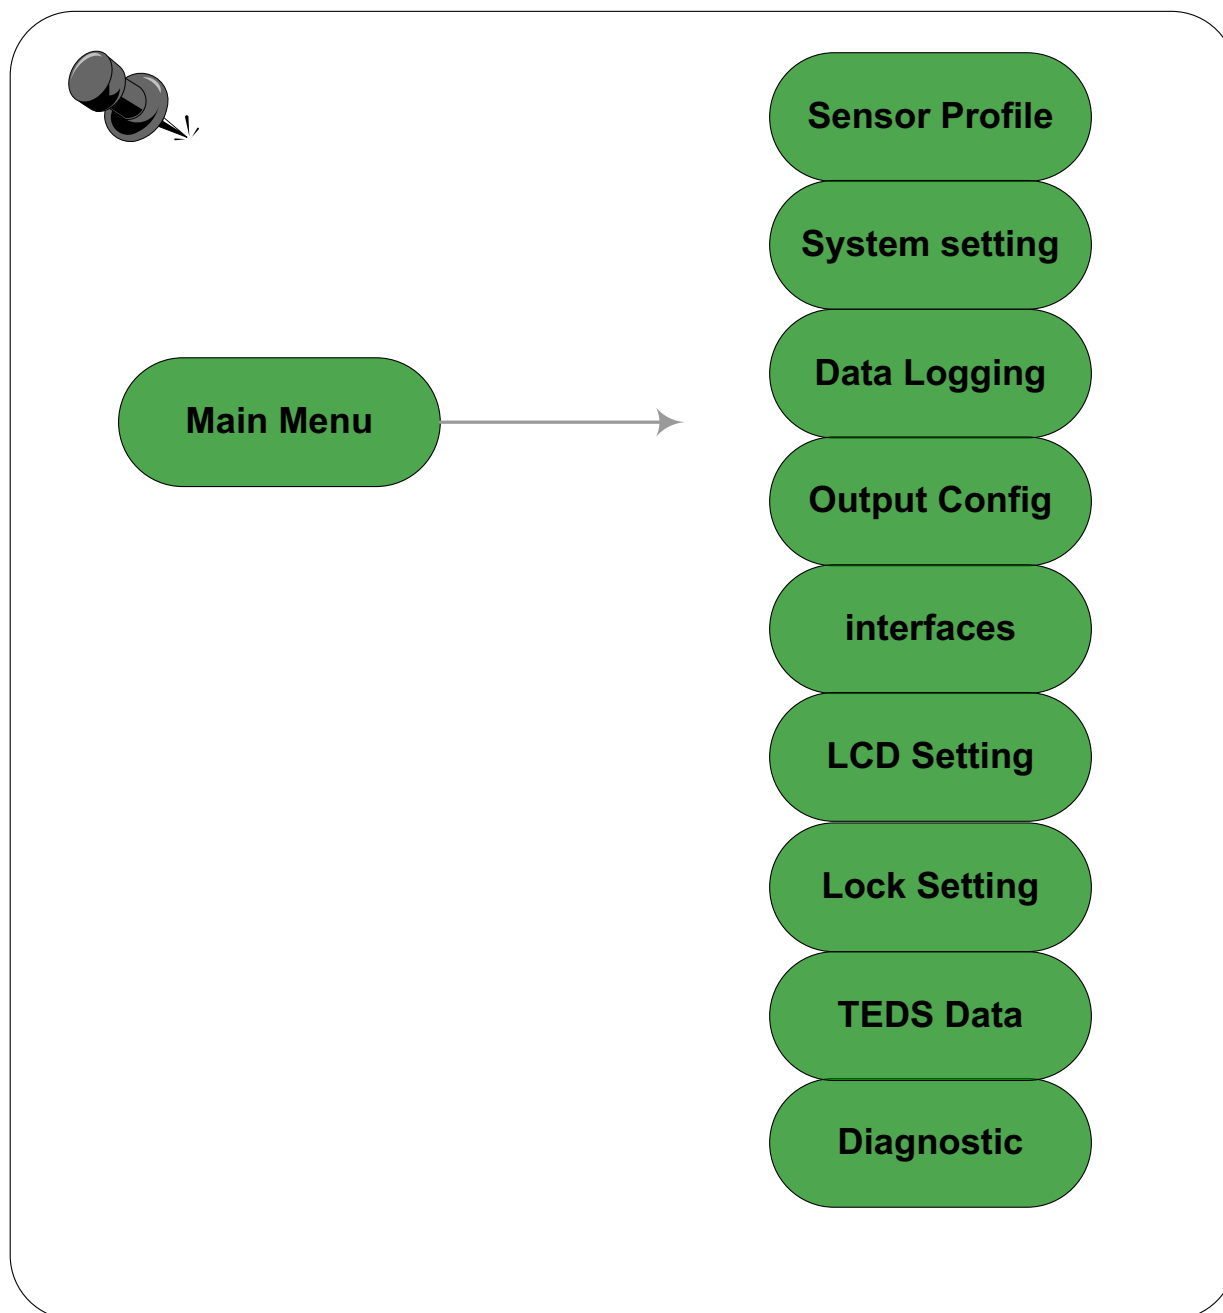 Sensor Profile
System setting
Data Logging
Main Menu
Output Config
interfaces
LCD Setting
Lock Setting
TEDS Data
Diagnostic